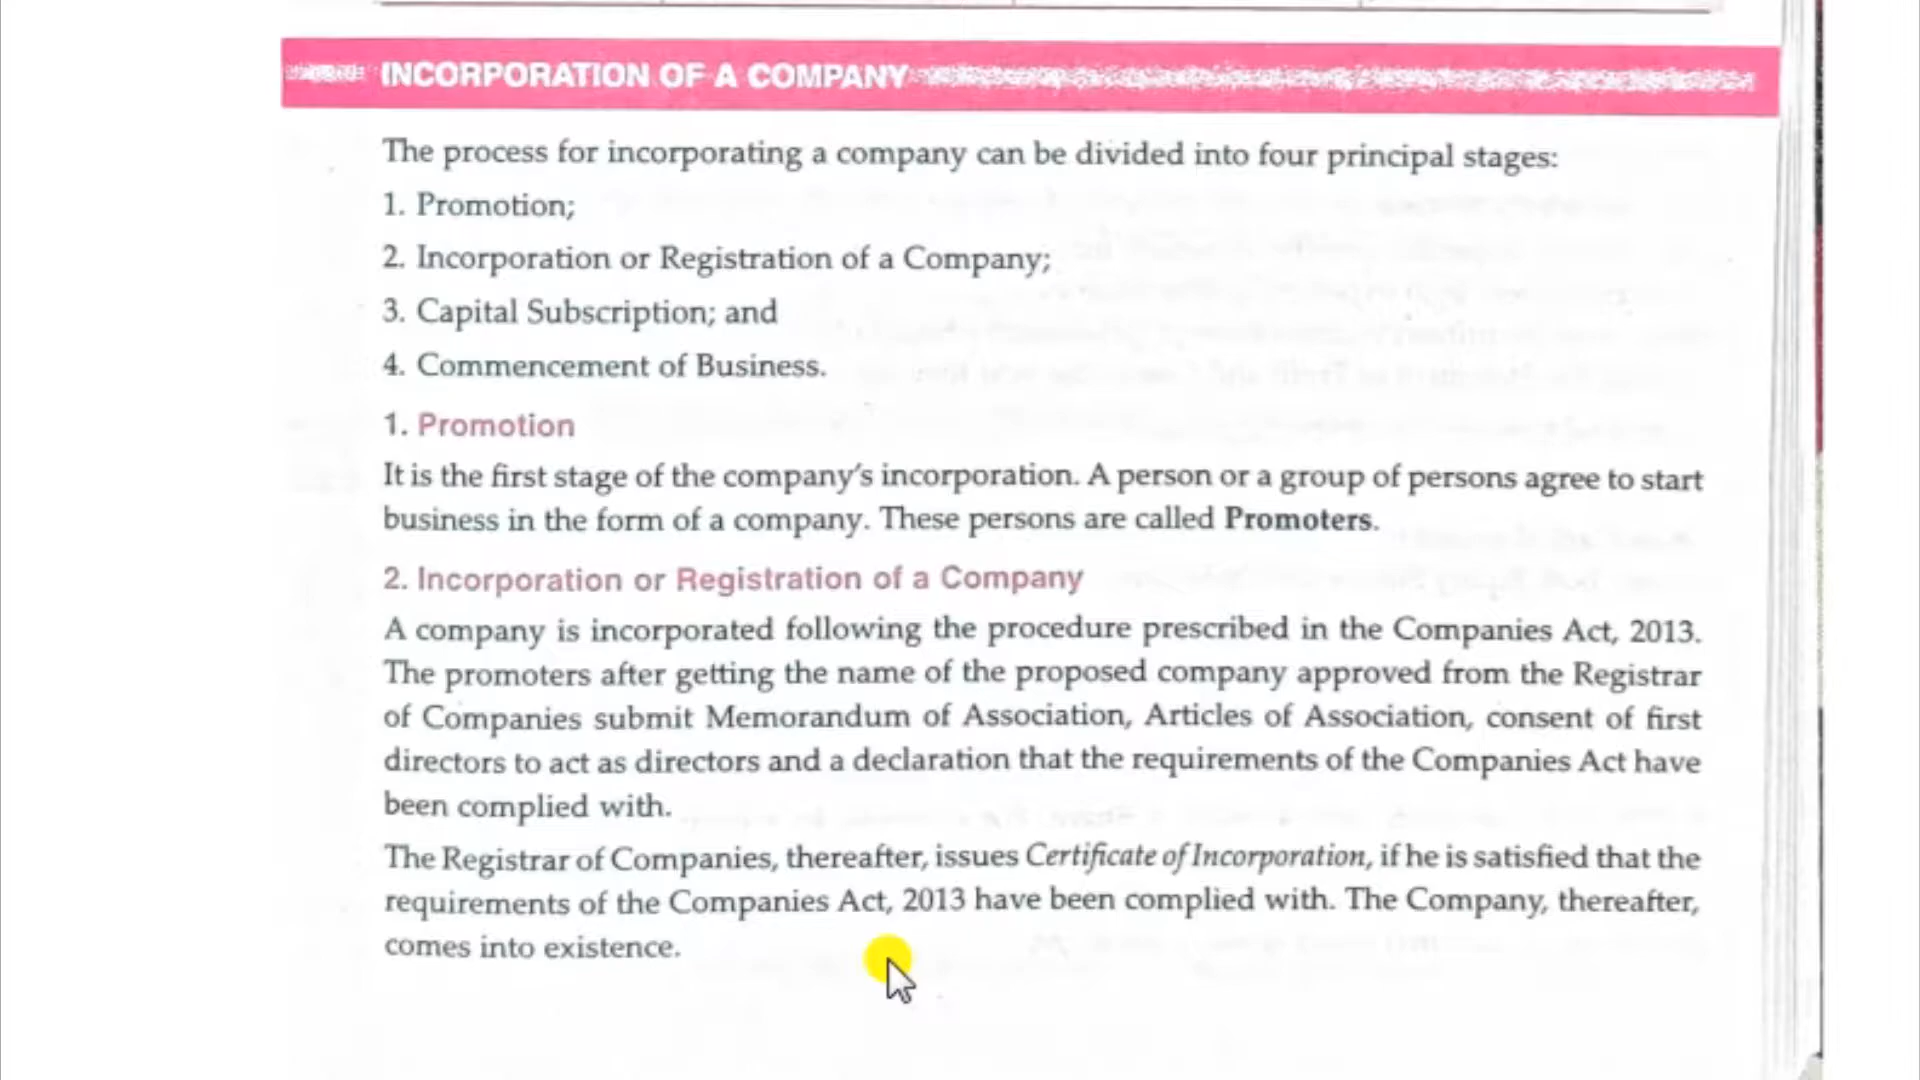 INCORPORATION OF A COMPANY
The process for incorporating a company can be divided into four principal stages:
1. Promotion;
2. Incorporation or Registration of a Company;
3. Capital Subscription; and
4. Commencement of Business.
1. Promotion
It is the first stage of the company's incorporation. A person or a group of persons agree to start
business in the form of a company. These persons are called Promoters.
2. Incorporation or Registration of a Company
A company is incorporated following the procedure prescribed in the Companies Act, 2013.
The promoters after getting the name of the proposed company approved from the Registrar
of Companies submit Memorandum of Association, Articles of Association, consent of first
directors to act as directors and a declaration that the requirements of the Companies Act have
been complied with.
The Registrar of Companies, thereafter, issues Certificate of Incorporation, if he is satisfied that the
requirements of the Companies Act, 2013 have been complied with. The Company, thereafter,
comes into existence.